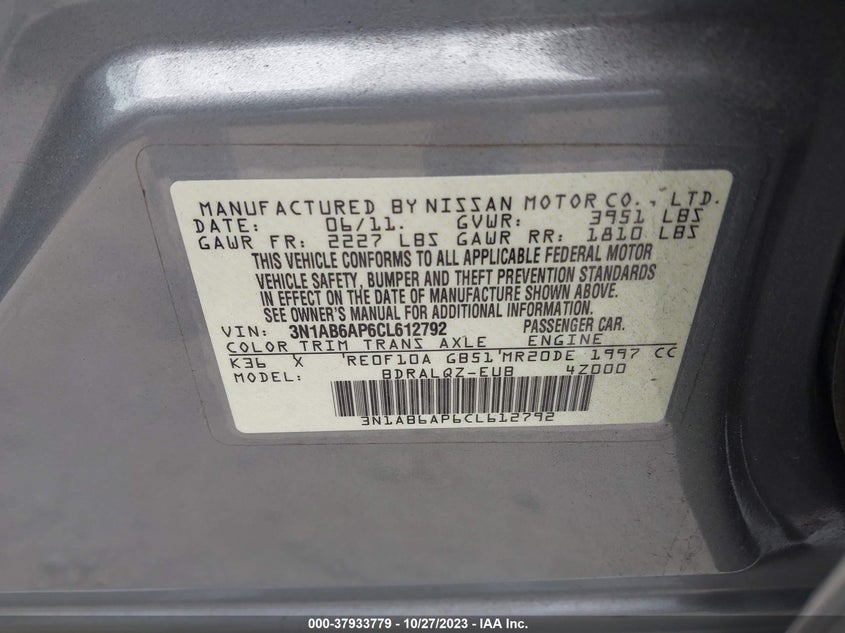 MANUFACTURED BY NISSAN MOTOR CO., LTD.
DATE: 06/11. GVWR: 3951 LBS
GAWR FR: 2227 LBS GAWR RR: 1810 LBS
THIS VEHICLE CONFORMS TO ALL APPLICABLE FEDERAL MOTOR
VEHICLE SAFETY, BUMPER AND THEFT PREVENTION STANDARDS
IN EFFECT ON THE DATE OF MANUFACTURE SHOWN ABOVE.
SEE OWNER'S MANUAL FOR ADDITIONAL INFORMATION.
VIN: 3N1AB6AP6CL612792 PASSENGER CAR.
COLOR TRIM TRANS AXLE ENGINE
K36 X 'RE0F10A GB51'MR20DE 1997 CC
MODEL: BDRALQZ-EUB 4Z000
3N1AB6AP6CL612792
000-37933779 | 10/27/2023 - IAA Inc.